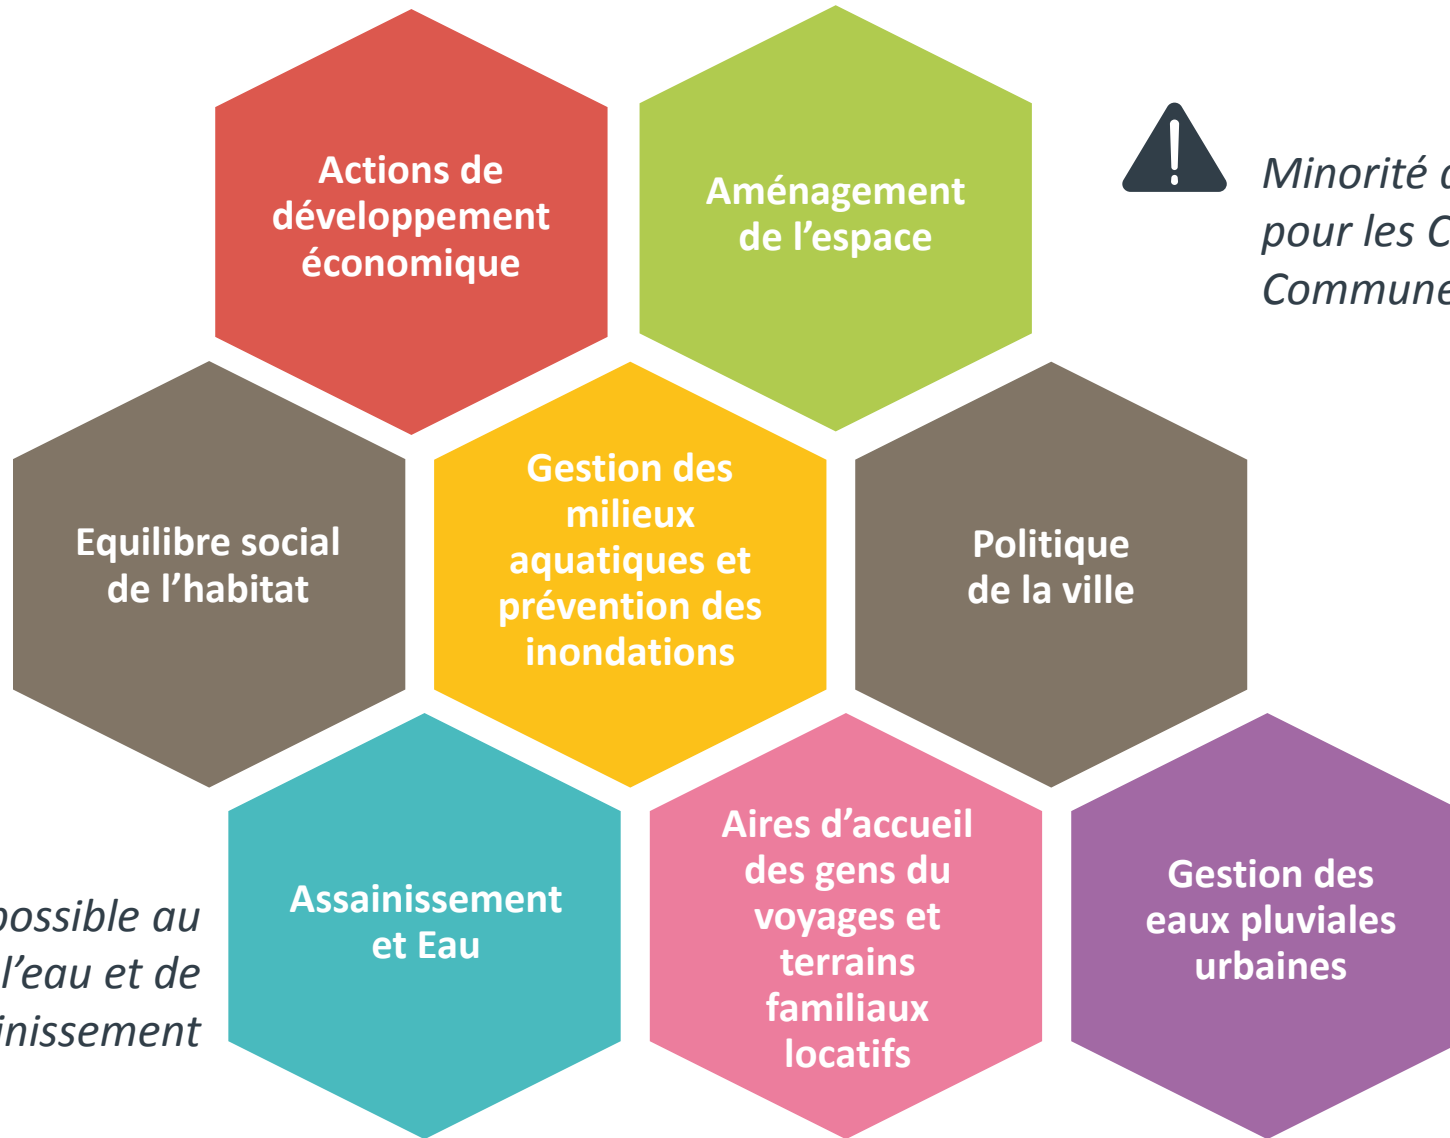 Actions de
développement
économique
Aménagement
de l’espace
Minorité
pour les
Equilibre social
de l’habitat
Gestion des
milieux
aquatiques et
prévention des
inondations
Politique
de la ville
Assainissement
et Eau
possible au
l’eau et de
Aires d’accueil
des gens du
voyages et
terrains
familiaux
locatifs
Gestion des
eaux pluviales
urbaines